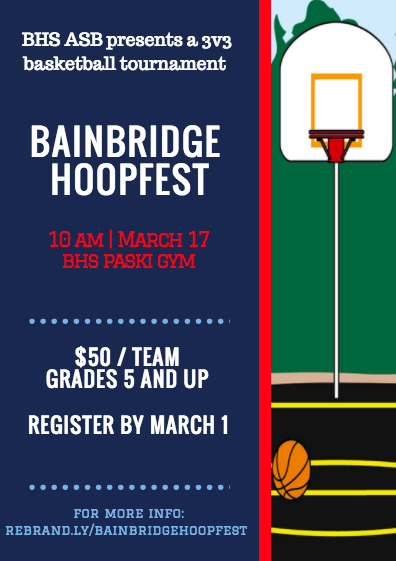 BHS ASB presents a 3v3
basketball tournament
BAINBRIDGE
HOOPFEST
10 AM | MARCH 17
BHS PASKI GYM
$50 / TEAM
GRADES 5 AND UP
REGISTER BY MARCH 1
FOR MORE INFO:
REBRAND.LY/BAINBRIDGEHOOPFEST